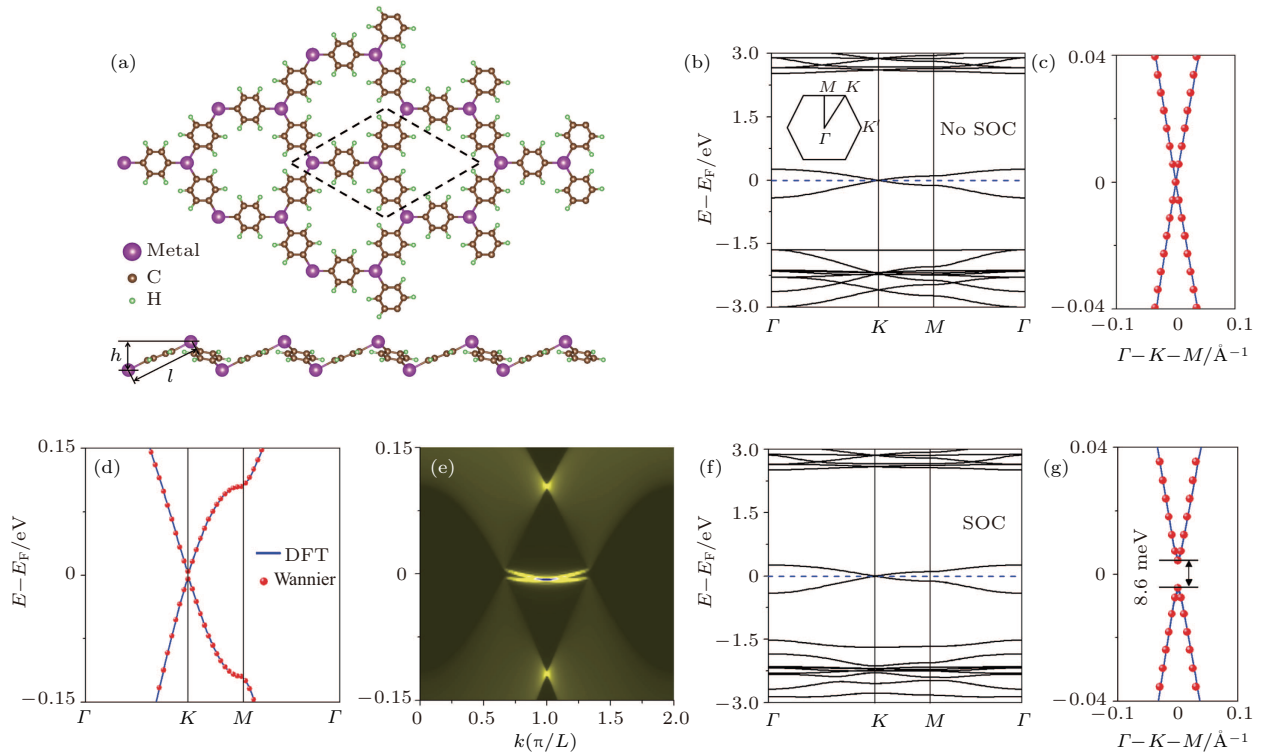 (a)
Metal
C
H
h
l
(b)
3.0
1.5
0
−1.5
−3.0
E−E_F/eV
M
K
K′
Γ
No SOC
Γ
K
M
Γ
(c)
0.04
0
−0.04
−0.1
0
0.1
Γ−K−M/Å⁻¹
(d)
0.15
0
−0.15
E−E_F/eV
DFT
Wannier
Γ
K
M
Γ
(e)
0.15
0
−0.15
0
0.5
1.0
1.5
2.0
k(π/L)
(f)
3.0
1.5
0
−1.5
−3.0
E−E_F/eV
SOC
Γ
K
M
Γ
(g)
0.04
0
−0.04
8.6 meV
−0.1
0
0.1
Γ−K−M/Å⁻¹